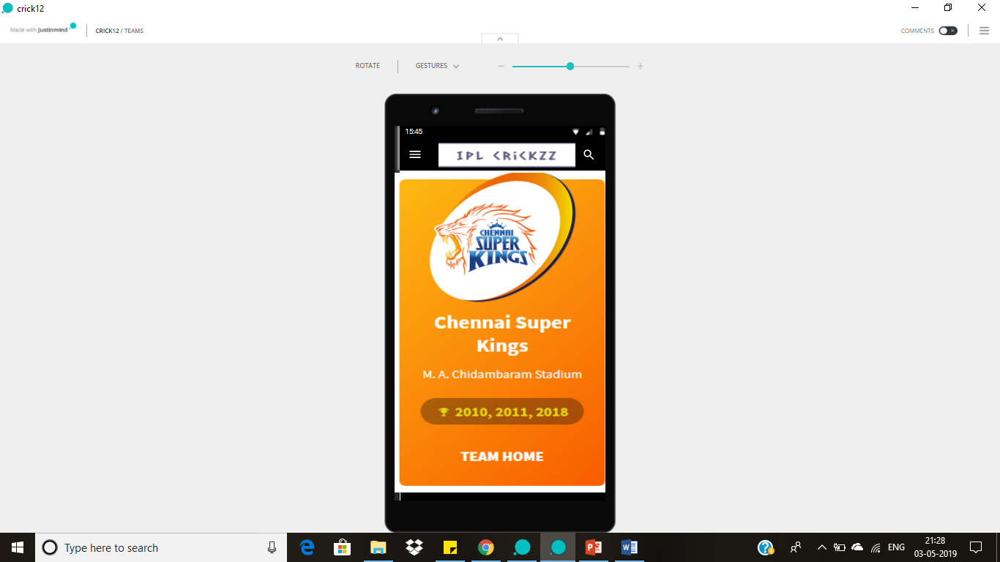 crick12
Made with Justinmind
CRICK12 / TEAMS
COMMENTS
ROTATE
GESTURES
15:45
IPL CRiCKZZ
CHENNAI
SUPER
KINGS
Chennai Super
Kings
M. A. Chidambaram Stadium
2010, 2011, 2018
TEAM HOME
Type here to search
ENG
21:28
03-05-2019